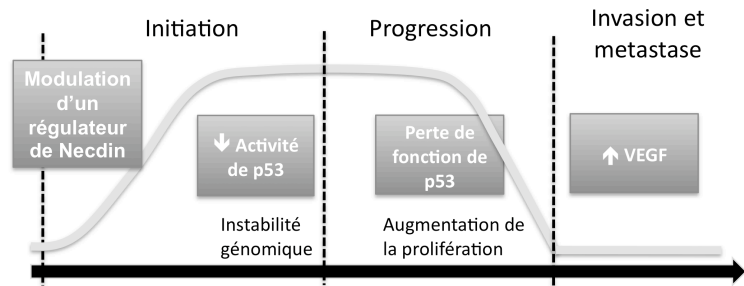 Initiation
Progression
Invasion et
metastase
Modulation
d'un
régulateur
de Necdin
↓ Activité
de p53
Perte de
fonction de
p53
↑ VEGF
Instabilité
génomique
Augmentation de
la prolifération